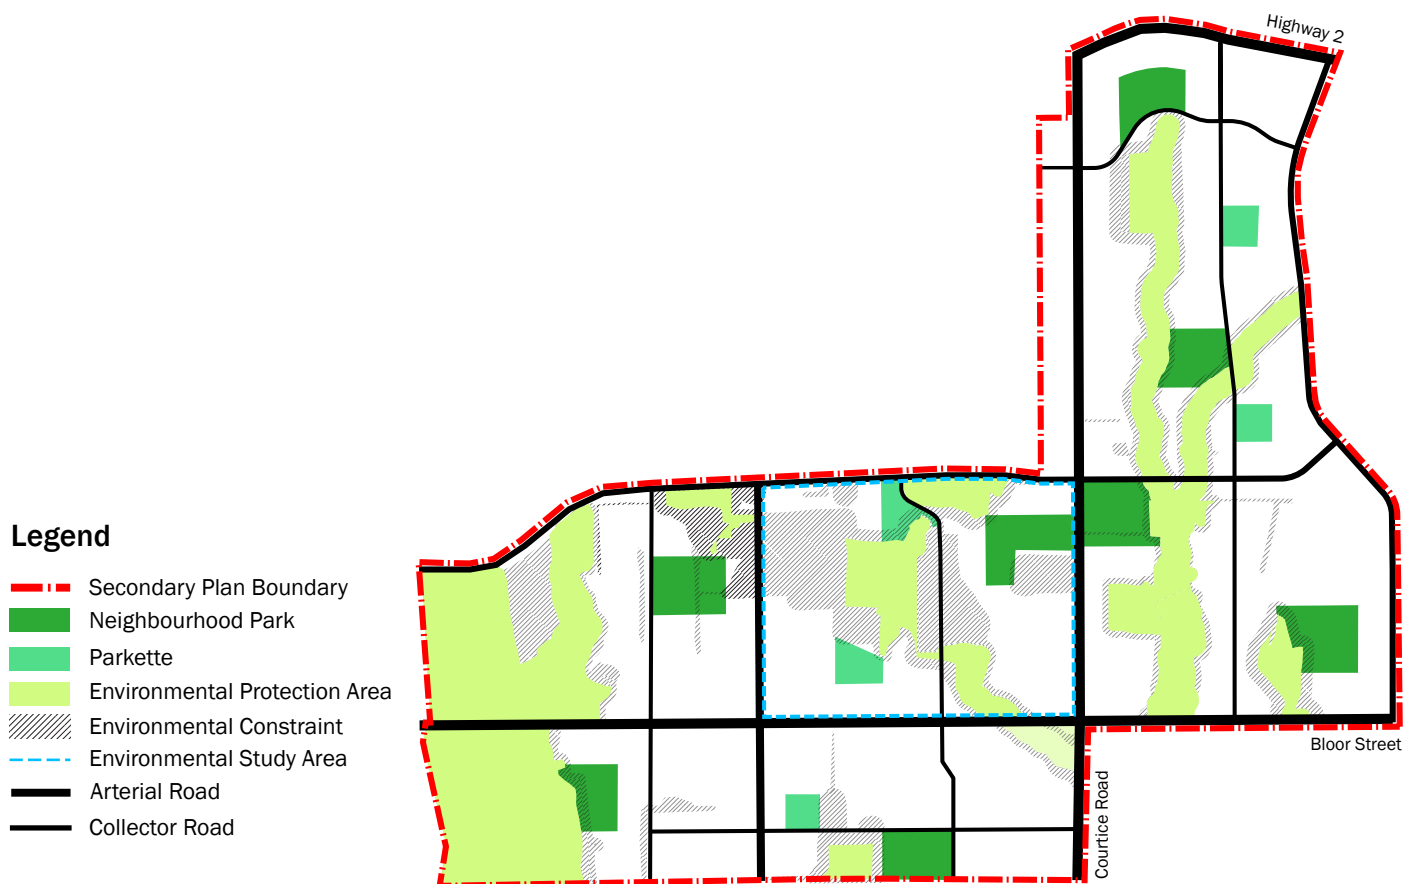 Highway 2
Legend
Secondary Plan Boundary
Neighbourhood Park
Parkette
Environmental Protection Area
Environmental Constraint
Environmental Study Area
Arterial Road
Collector Road
Bloor Street
Courtice Road